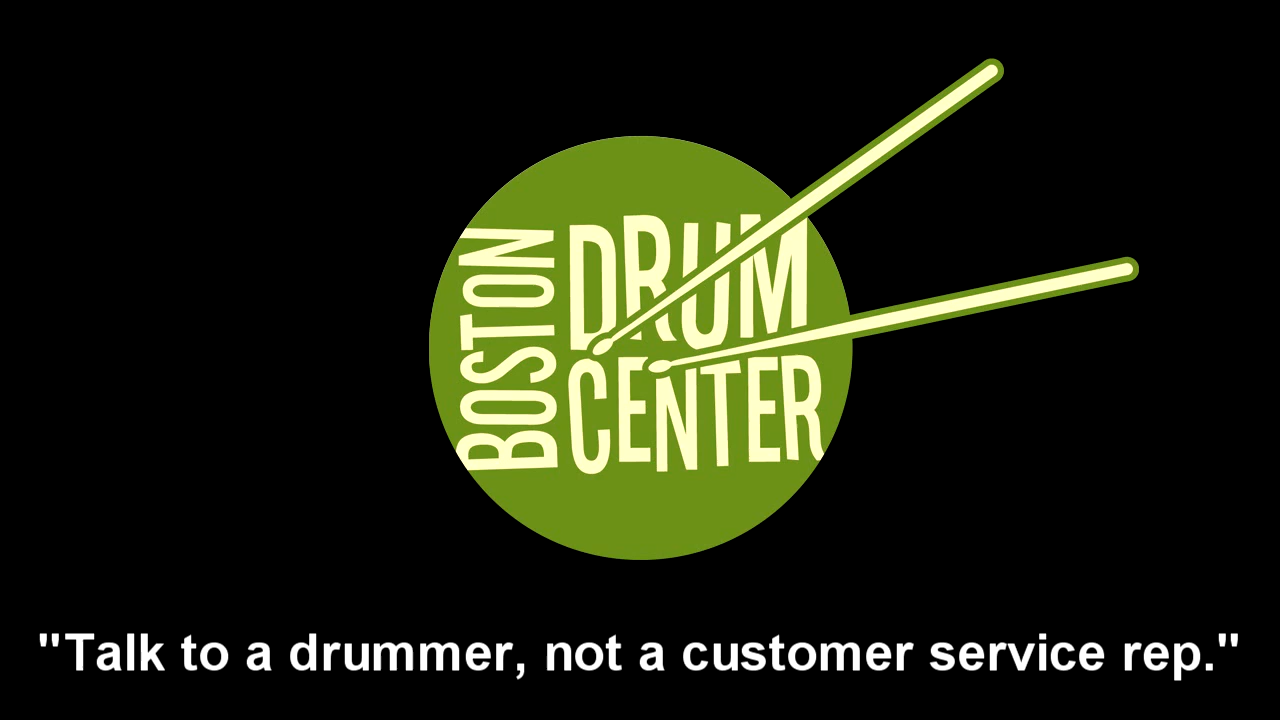 BOSTON
DRUM
CENTER
"Talk to a drummer, not a customer service rep."